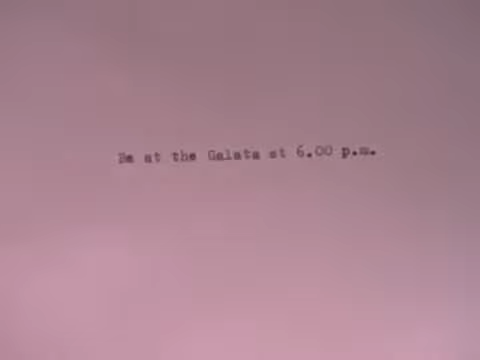 Be at the Galata at 6.00 p.m.